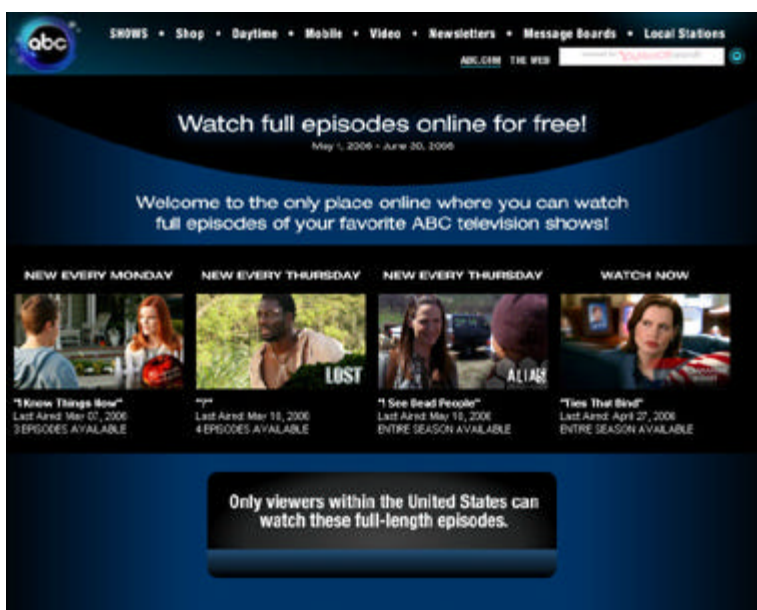 abc
SHOWS • Shop • Daytime • Mobile • Video • Newsletters • Message Boards • Local Stations
ABC.COM THE WEB
Watch full episodes online for free!
May 1, 2006 - June 30, 2006
Welcome to the only place online where you can watch
full episodes of your favorite ABC television shows!
NEW EVERY MONDAY
NEW EVERY THURSDAY
NEW EVERY THURSDAY
WATCH NOW
LOST
ALIAS
"I Know Things Now"
Last Aired: May 07, 2006
3 EPISODES AVAILABLE
"?"
Last Aired: May 10, 2006
4 EPISODES AVAILABLE
"I See Dead People"
Last Aired: May 10, 2006
ENTIRE SEASON AVAILABLE
"Ties That Bind"
Last Aired: April 27, 2006
ENTIRE SEASON AVAILABLE
Only viewers within the United States can
watch these full-length episodes.